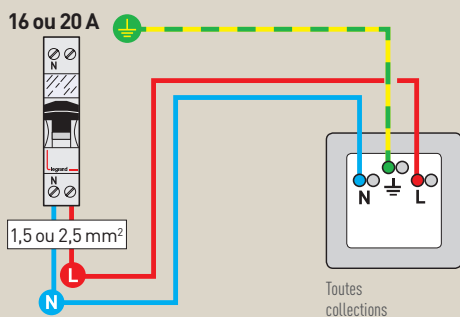 16 ou 20 A
N
legrand
N
1,5 ou 2,5 mm²
L
N
N
L
Toutes
collections